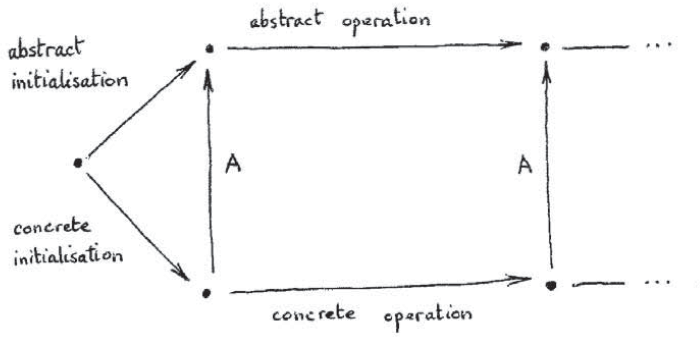 abstract operation
abstract
initialisation
...
A
A
concrete
initialisation
...
concrete operation